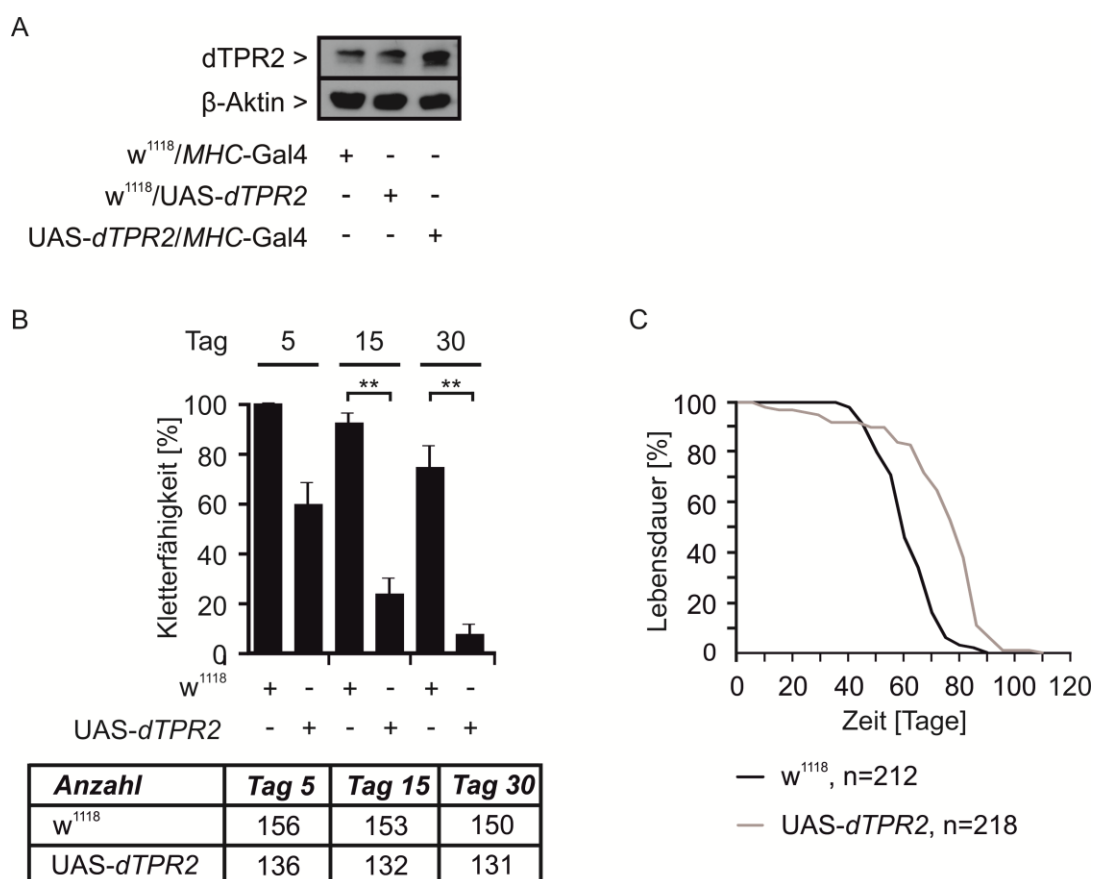 A
dTPR2 >
β-Aktin >
w1118/MHC-Gal4 + - -
w1118/UAS-dTPR2 - + -
UAS-dTPR2/MHC-Gal4 - - +
B
Tag 5 15 30
** **
Kletterfähigkeit [%]
100
80
60
40
20
0
w1118 + - + - + -
UAS-dTPR2 - + - + - +
Anzahl Tag 5 Tag 15 Tag 30
w1118 156 153 150
UAS-dTPR2 136 132 131
C
Lebensdauer [%]
100
80
60
40
20
0
0 20 40 60 80 100 120
Zeit [Tage]
w1118, n=212
UAS-dTPR2, n=218